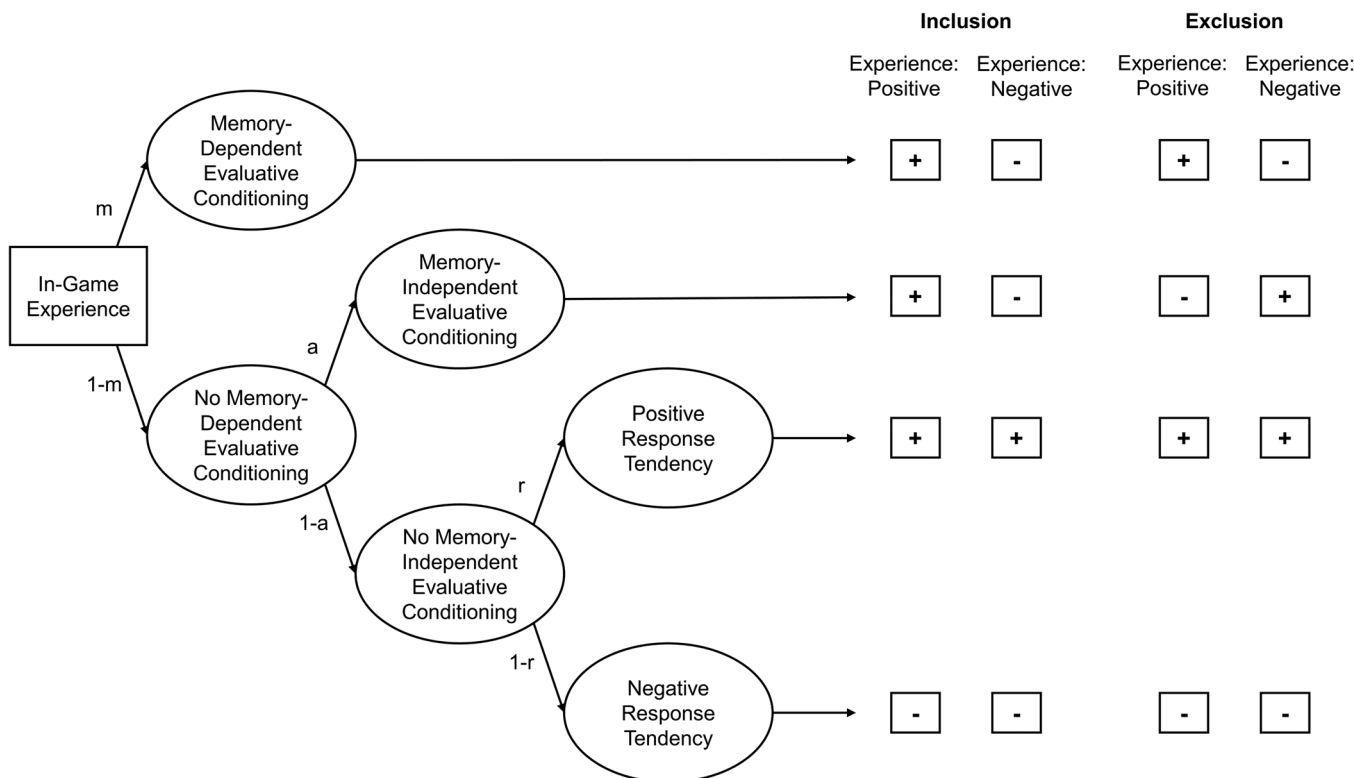 Inclusion Exclusion
Experience: Positive
Experience: Negative
Experience: Positive
Experience: Negative
Memory-
Dependent
Evaluative
Conditioning
+ - + -
m
In-Game
Experience
Memory-
Independent
Evaluative
Conditioning
+ - - +
a
1-m
No Memory-
Dependent
Evaluative
Conditioning
Positive
Response
Tendency
+ + + +
r
1-a
No Memory-
Independent
Evaluative
Conditioning
1-r
Negative
Response
Tendency
- - - -